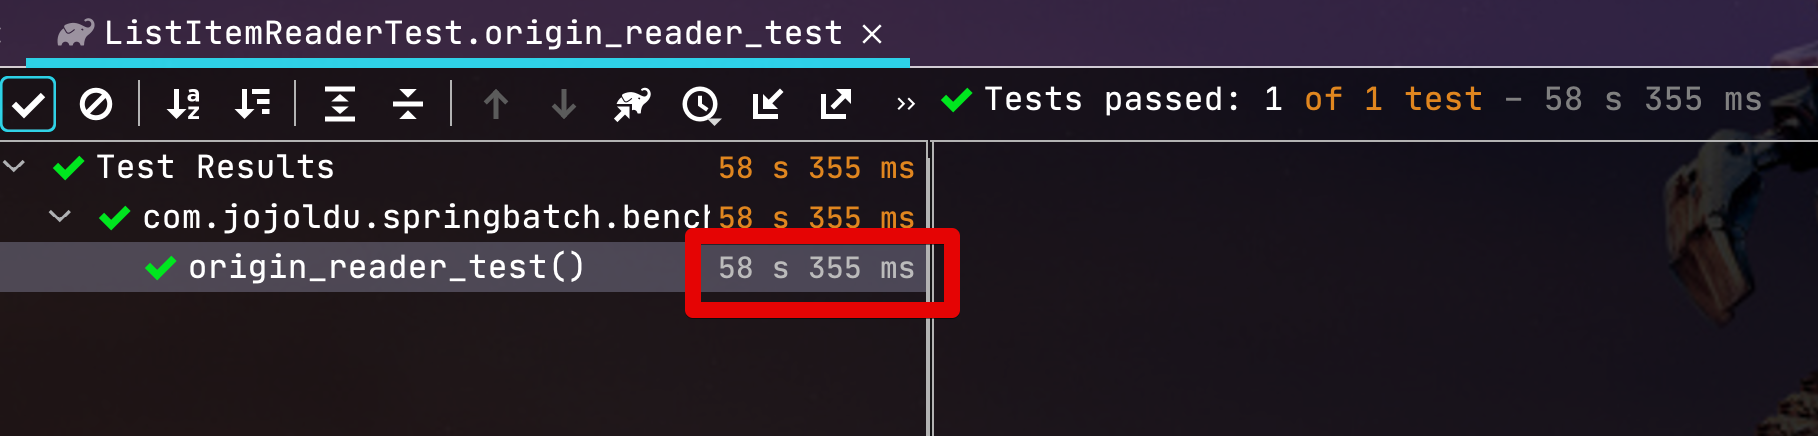 ListItemReaderTest.origin_reader_test
Tests passed: 1 of 1 test – 58 s 355 ms
Test Results 58 s 355 ms
com.jojoldu.springbatch.bench 58 s 355 ms
origin_reader_test() 58 s 355 ms